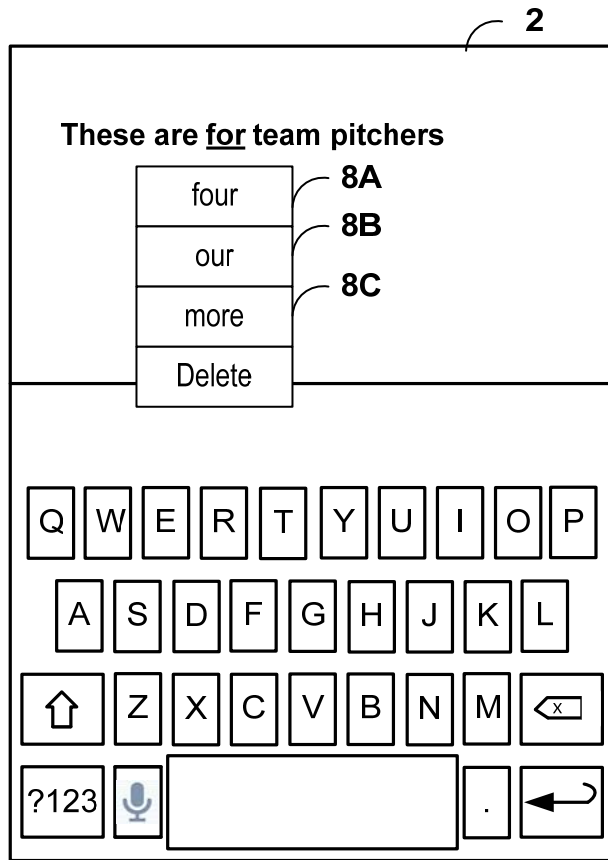 2
These are for team pitchers
four 8A
our 8B
more 8C
Delete
Q W E R T Y U I O P
A S D F G H J K L
Z X C V B N M x
?123 .